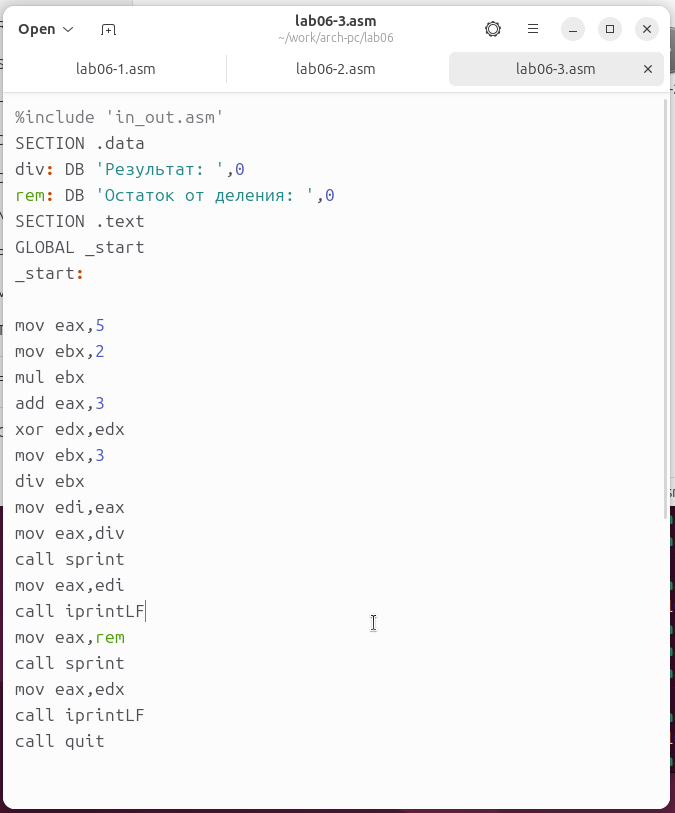 Open
lab06-3.asm
~/work/arch-pc/lab06
lab06-1.asm
lab06-2.asm
lab06-3.asm
%include 'in_out.asm'
SECTION .data
div: DB 'Результат: ',0
rem: DB 'Остаток от деления: ',0
SECTION .text
GLOBAL _start
_start:
mov eax,5
mov ebx,2
mul ebx
add eax,3
xor edx,edx
mov ebx,3
div ebx
mov edi,eax
mov eax,div
call sprint
mov eax,edi
call iprintLF
mov eax,rem
call sprint
mov eax,edx
call iprintLF
call quit